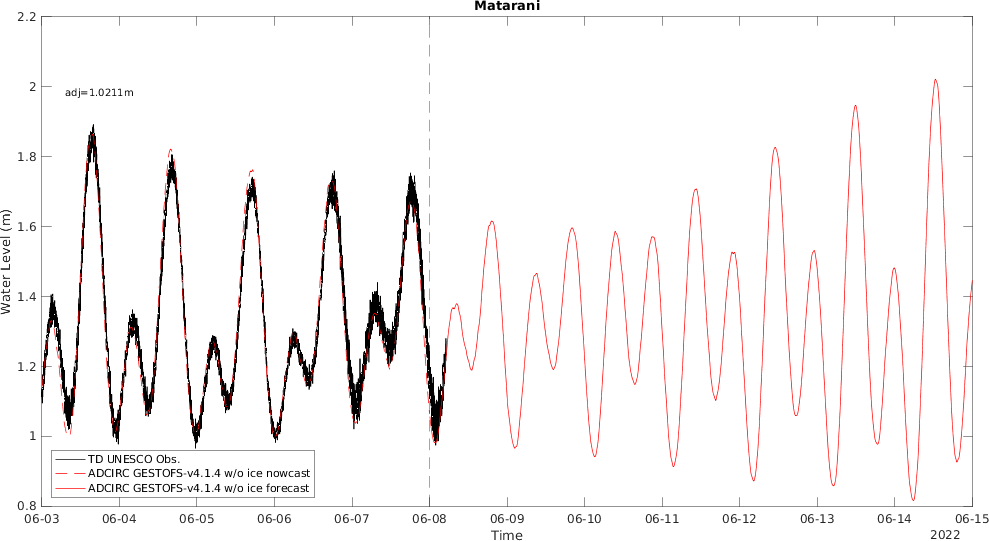 Matarani
2.2
2
1.8
1.6
1.4
1.2
1
0.8
Water Level (m)
adj=1.0211m
TD UNESCO Obs.
ADCIRC GESTOFS-v4.1.4 w/o ice nowcast
ADCIRC GESTOFS-v4.1.4 w/o ice forecast
06-03 06-04 06-05 06-06 06-07 06-08 06-09 06-10 06-11 06-12 06-13 06-14 06-15
Time
2022